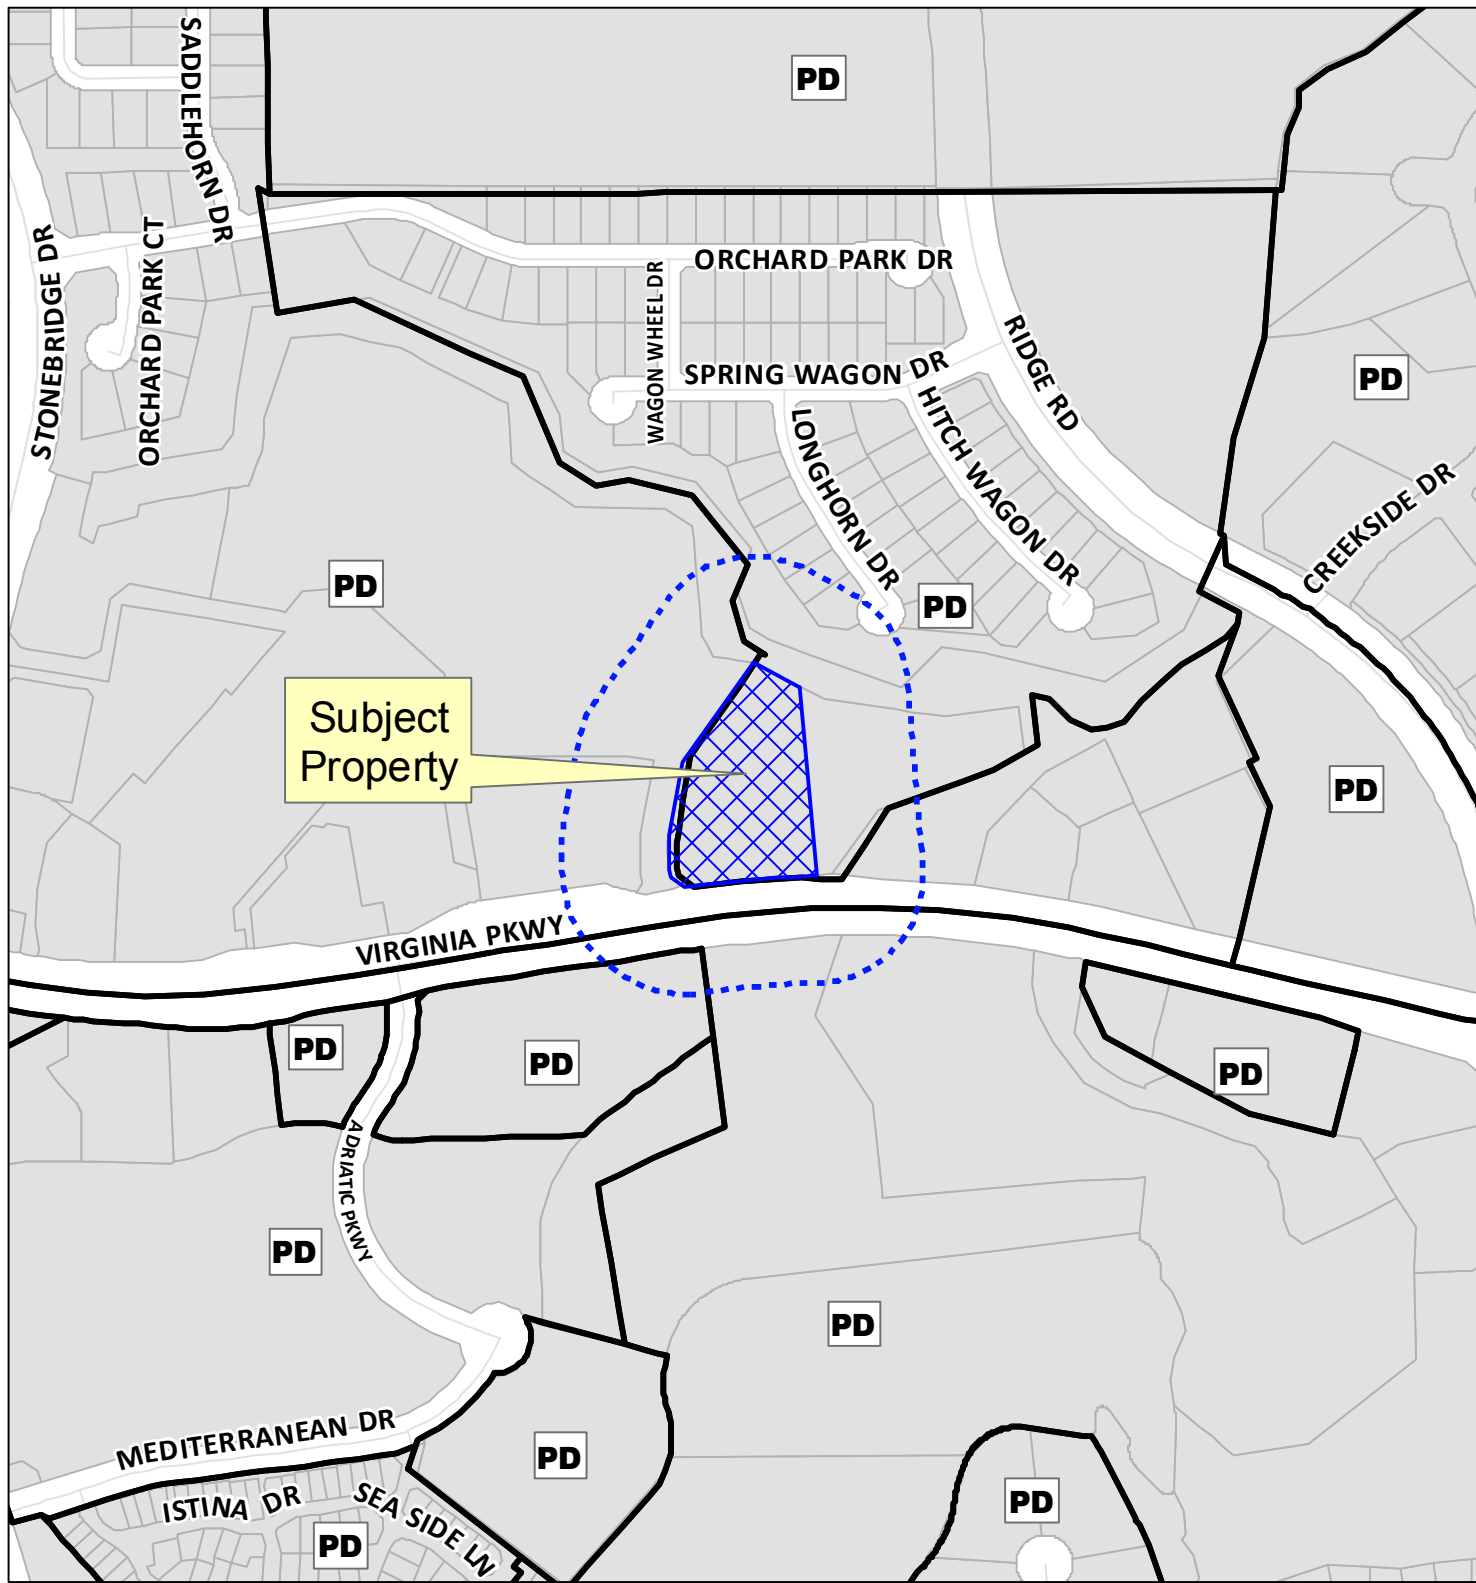 SADDLEHORN DR
PD
STONEBRIDGE DR
ORCHARD PARK CT
ORCHARD PARK DR
WAGON WHEEL DR
SPRING WAGON DR
RIDGE RD
PD
LONGHORN DR
HITCH WAGON DR
CREEKSIDE DR
PD
PD
Subject
Property
PD
VIRGINIA PKWY
PD
PD
PD
ADRIATIC PKWY
PD
PD
MEDITERRANEAN DR
PD
ISTINA DR
SEA SIDE LN
PD
PD